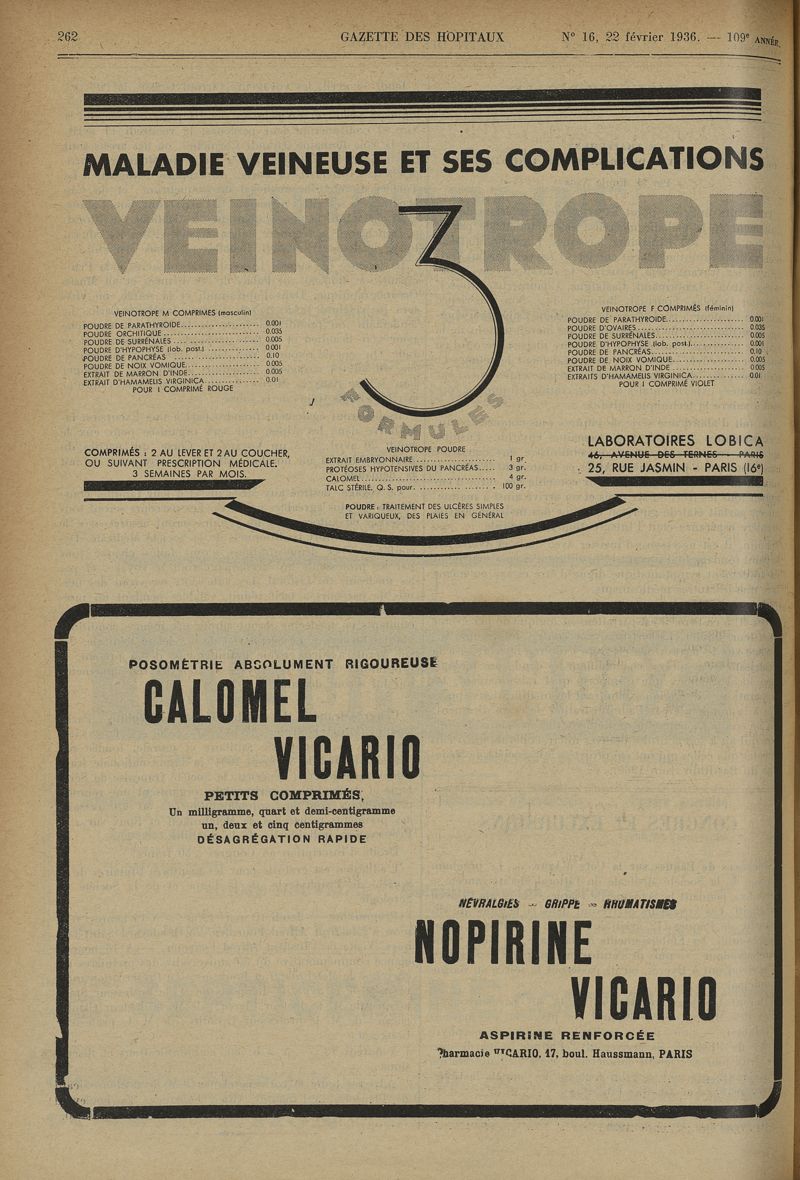 262 GAZETTE DES HOPITAUX N° 16, 22 février 1936. — 109e ANNÉE.
MALADIE VEINEUSE ET SES COMPLICATIONS
VEINOTROPE
3
FORMULES
VEINOTROPE M COMPRIMES (masculin)
POUDRE DE PARATHYROIDE...................... 0.001
POUDRE ORCHITIQUE............................ 0.035
POUDRE DE SURRÉNALES .... .................... 0.005
POUDRE D'HYPOPHYSE (lob. post.) ................ 0.001
POUDRE DE PANCRÉAS ......................... 0.10
POUDRE DE NOIX VOMIQUE...................... 0.005
EXTRAIT DE MARRON D'INDE..................... 0.005
EXTRAIT D'HAMAMELIS VIRGINICA................ 0.01
POUR 1 COMPRIMÉ ROUGE
VEINOTROPE F COMPRIMÉS (féminin)
POUDRE DE PARATHYROIDE...................... 0.001
POUDRE D'OVAIRES............................. 0.035
POUDRE DE SURRÉNALES........................ 0.005
POUDRE D'HYPOPHYSE (lob. post.)................. 0.001
POUDRE DE PANCRÉAS.......................... 0.10
POUDRE DE NOIX VOMIQUE...................... 0.005
EXTRAIT DE MARRON D'INDE .................... 0.005
EXTRAITS D'HAMAMELIS VIRGINICA............... 0.01
POUR 1 COMPRIMÉ VIOLET
COMPRIMÉS : 2 AU LEVER ET 2 AU COUCHER,
OU SUIVANT PRESCRIPTION MÉDICALE.
3 SEMAINES PAR MOIS.
VEINOTROPE POUDRE
EXTRAIT EMBRYONNAIRE...................... 1 gr.
PROTÉOSES HYPOTENSIVES DU PANCRÉAS..... 3 gr.
CALOMEL..................................... 4 gr.
TALC STÉRILE. Q. S. pour....................... 100 gr.
POUDRE : TRAITEMENT DES ULCÈRES SIMPLES
ET VARIQUEUX, DES PLAIES EN GÉNÉRAL
LABORATOIRES LOBICA
46, AVENUE DES TERNES - PARIS
25, RUE JASMIN - PARIS (16e)
POSOMÉTRIE ABSOLUMENT RIGOUREUSE
CALOMEL
VICARIO
PETITS COMPRIMÉS,
Un milligramme, quart et demi-centigramme
un, deux et cinq centigrammes
DÉSAGRÉGATION RAPIDE
NÉVRALGIES - GRIPPE - RHUMATISMES
NOPIRINE
VICARIO
ASPIRINE RENFORCÉE
Pharmacie VICARIO, 17, boul. Haussmann, PARIS